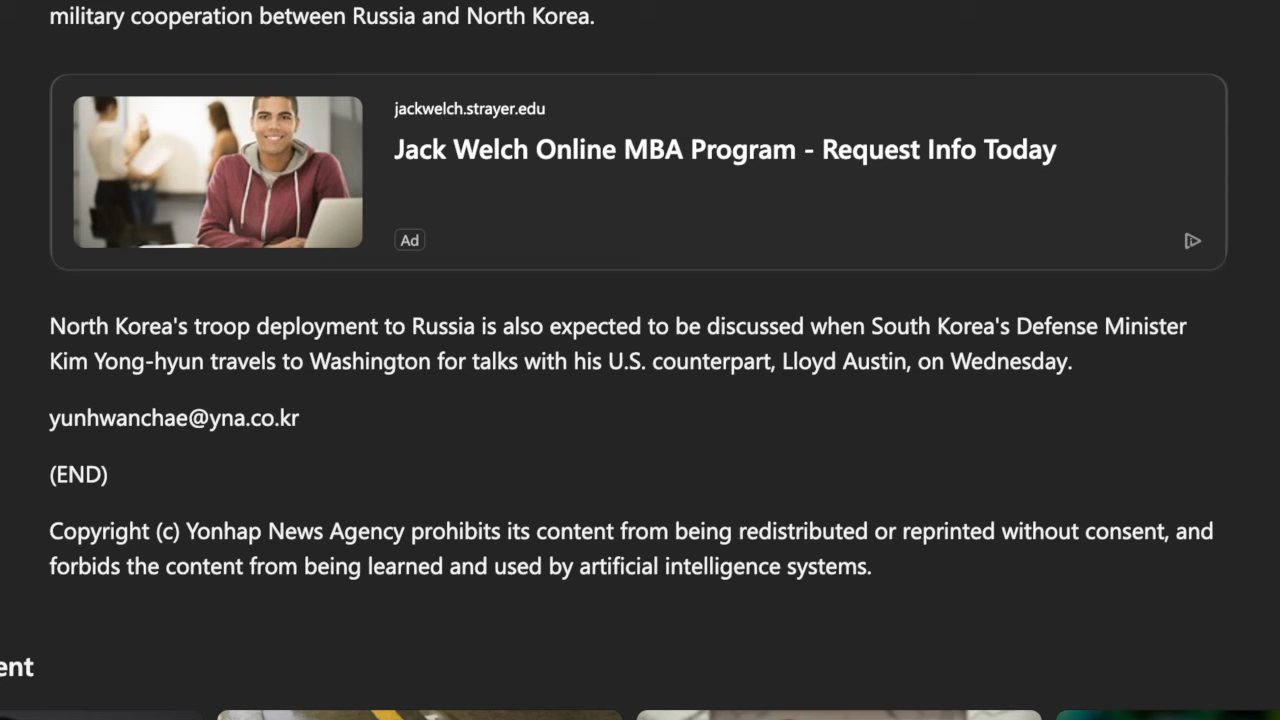 military cooperation between Russia and North Korea.
jackwelch.strayer.edu
Jack Welch Online MBA Program - Request Info Today
Ad
North Korea's troop deployment to Russia is also expected to be discussed when South Korea's Defense Minister
Kim Yong-hyun travels to Washington for talks with his U.S. counterpart, Lloyd Austin, on Wednesday.
yunhwanchae@yna.co.kr
(END)
Copyright (c) Yonhap News Agency prohibits its content from being redistributed or reprinted without consent, and
forbids the content from being learned and used by artificial intelligence systems.
ent